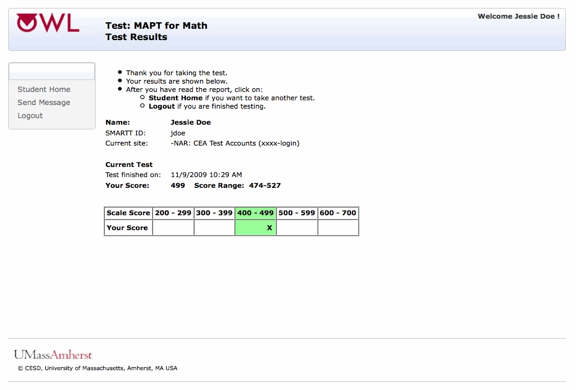 OWL
Welcome Jessie Doe !
Test: MAPT for Math
Test Results
Student Home
Send Message
Logout
Thank you for taking the test.
Your results are shown below.
After you have read the report, click on:
Student Home if you want to take another test.
Logout if you are finished testing.
Name: Jessie Doe
SMARTT ID: jdoe
Current site: -NAR: CEA Test Accounts (xxxx-login)
Current Test
Test finished on: 11/9/2009 10:29 AM
Your Score: 499 Score Range: 474-527
Scale Score 200 - 299 300 - 399 400 - 499 500 - 599 600 - 700
Your Score X
UMassAmherst
© CESD, University of Massachusetts, Amherst, MA USA